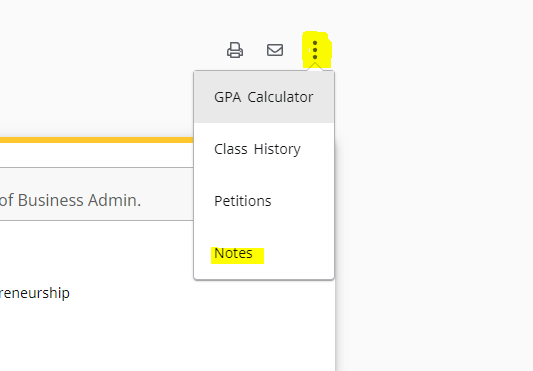 GPA Calculator
Class History
of Business Admin.
Petitions
Notes
reneurship